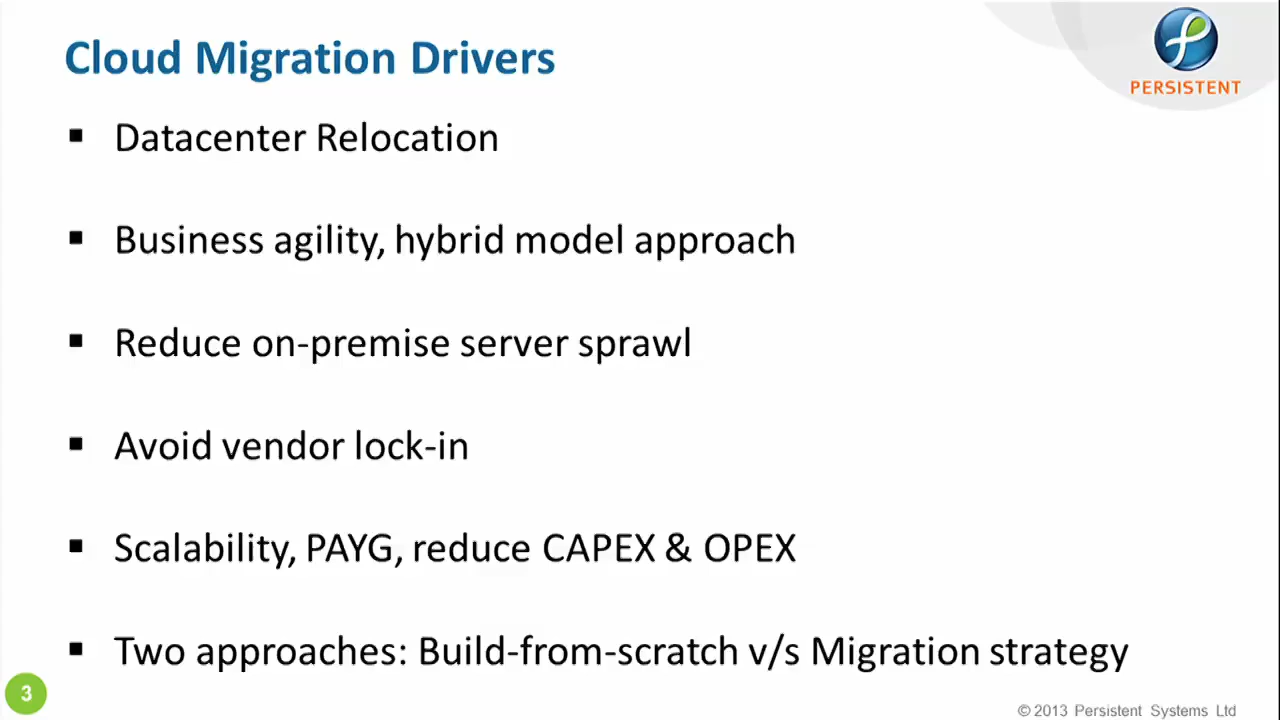 Cloud Migration Drivers
PERSISTENT
▪ Datacenter Relocation
▪ Business agility, hybrid model approach
▪ Reduce on-premise server sprawl
▪ Avoid vendor lock-in
▪ Scalability, PAYG, reduce CAPEX & OPEX
▪ Two approaches: Build-from-scratch v/s Migration strategy
3
© 2013 Persistent Systems Ltd